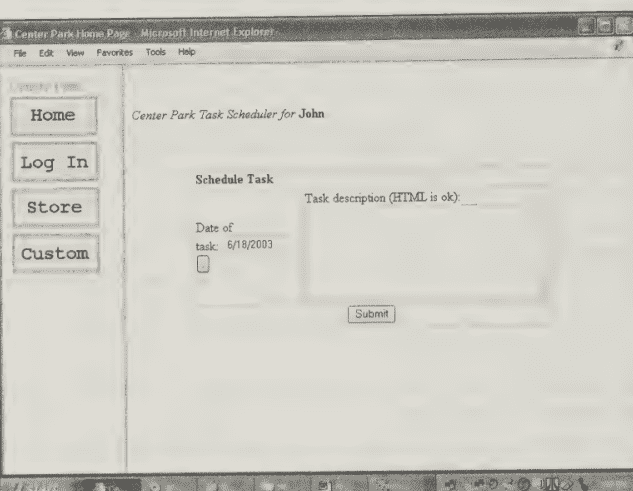 Center Park Home Page - Microsoft Internet Explorer
File Edit View Favorites Tools Help
Home
Log In
Store
Custom
Center Park Task Scheduler for John
Schedule Task
Task description (HTML is ok):
Date of
task: 6/18/2003
Submit